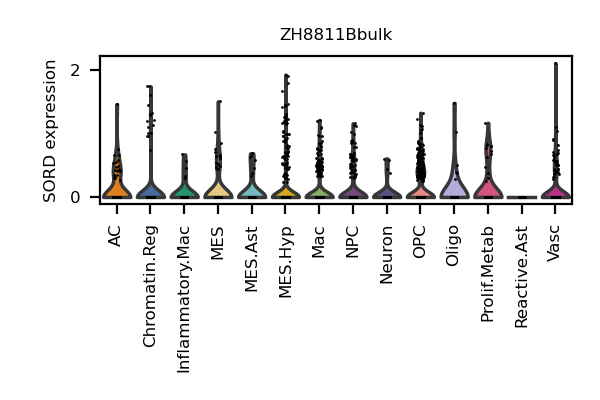 ZH8811Bbulk
SORD expression
2
0
AC
Chromatin.Reg
Inflammatory.Mac
MES
MES.Ast
MES.Hyp
Mac
NPC
Neuron
OPC
Oligo
Prolif.Metab
Reactive.Ast
Vasc